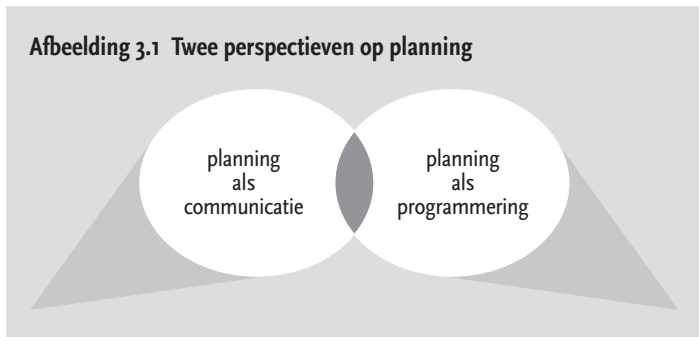 Afbeelding 3.1 Twee perspectieven op planning
planning
als
communicatie
planning
als
programmering